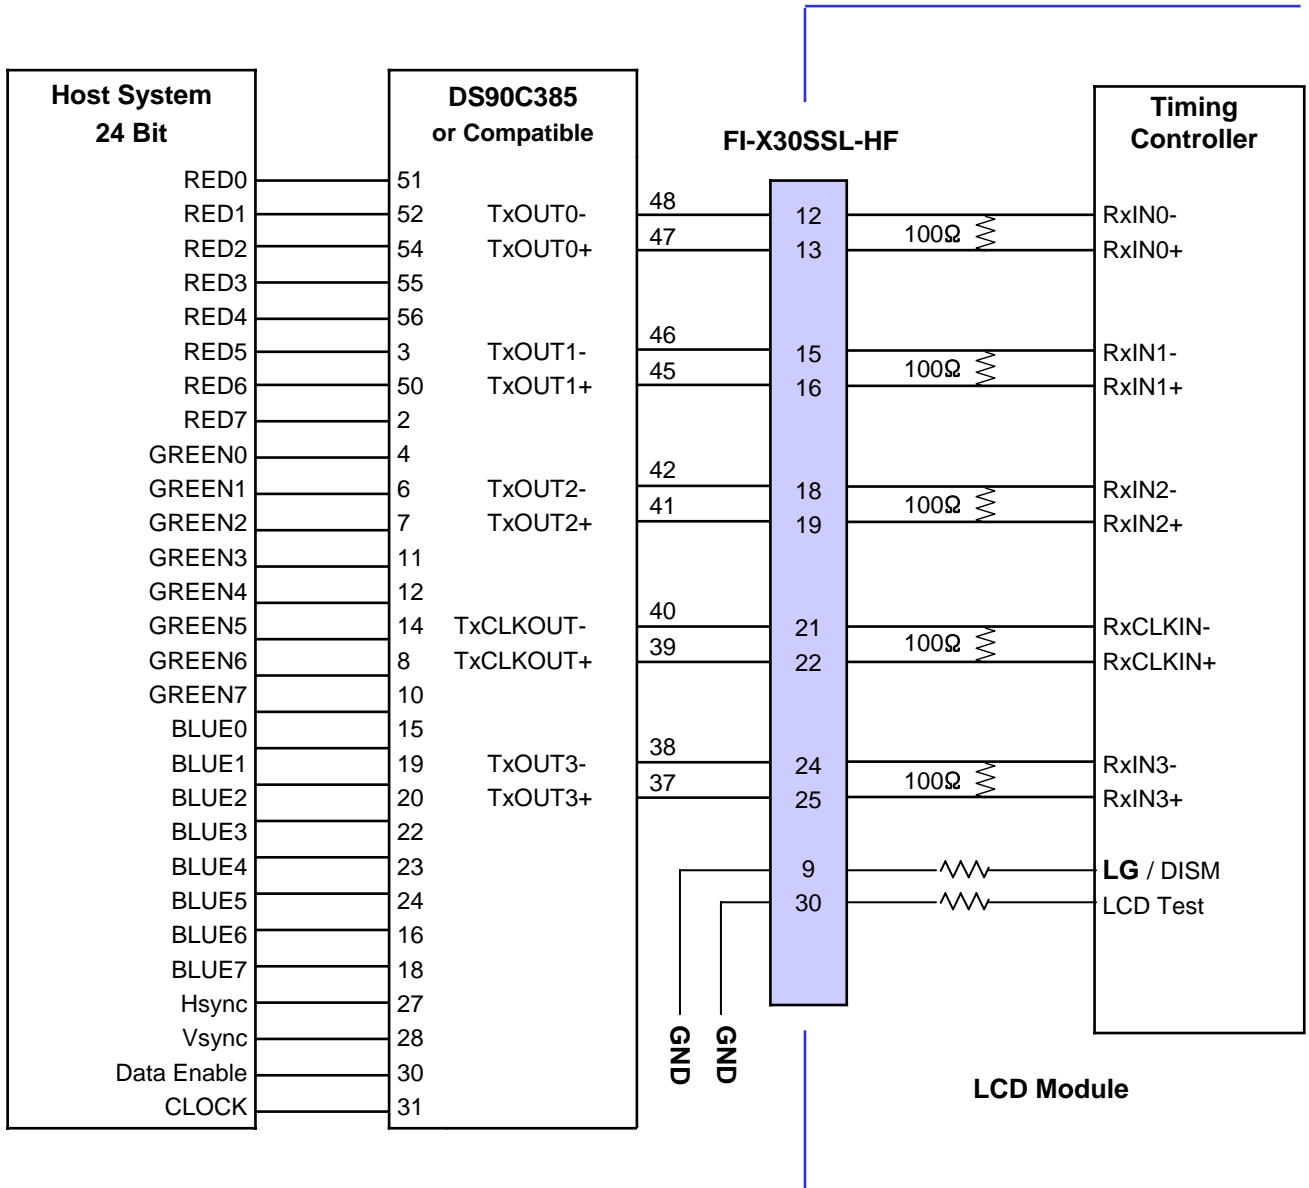 Host System
24 Bit
RED0
RED1
RED2
RED3
RED4
RED5
RED6
RED7
GREEN0
GREEN1
GREEN2
GREEN3
GREEN4
GREEN5
GREEN6
GREEN7
BLUE0
BLUE1
BLUE2
BLUE3
BLUE4
BLUE5
BLUE6
BLUE7
Hsync
Vsync
Data Enable
CLOCK
DS90C385
or Compatible
51
52
54
55
56
3
50
2
4
6
7
11
12
14
8
10
15
19
20
22
23
24
16
18
27
28
30
31
TxOUT0-
TxOUT0+
TxOUT1-
TxOUT1+
TxOUT2-
TxOUT2+
TxCLKOUT-
TxCLKOUT+
TxOUT3-
TxOUT3+
48
47
46
45
42
41
40
39
38
37
GND
GND
FI-X30SSL-HF
12
13
15
16
18
19
21
22
24
25
9
30
100Ω
100Ω
100Ω
100Ω
100Ω
Timing
Controller
RxIN0-
RxIN0+
RxIN1-
RxIN1+
RxIN2-
RxIN2+
RxCLKIN-
RxCLKIN+
RxIN3-
RxIN3+
LG / DISM
LCD Test
LCD Module